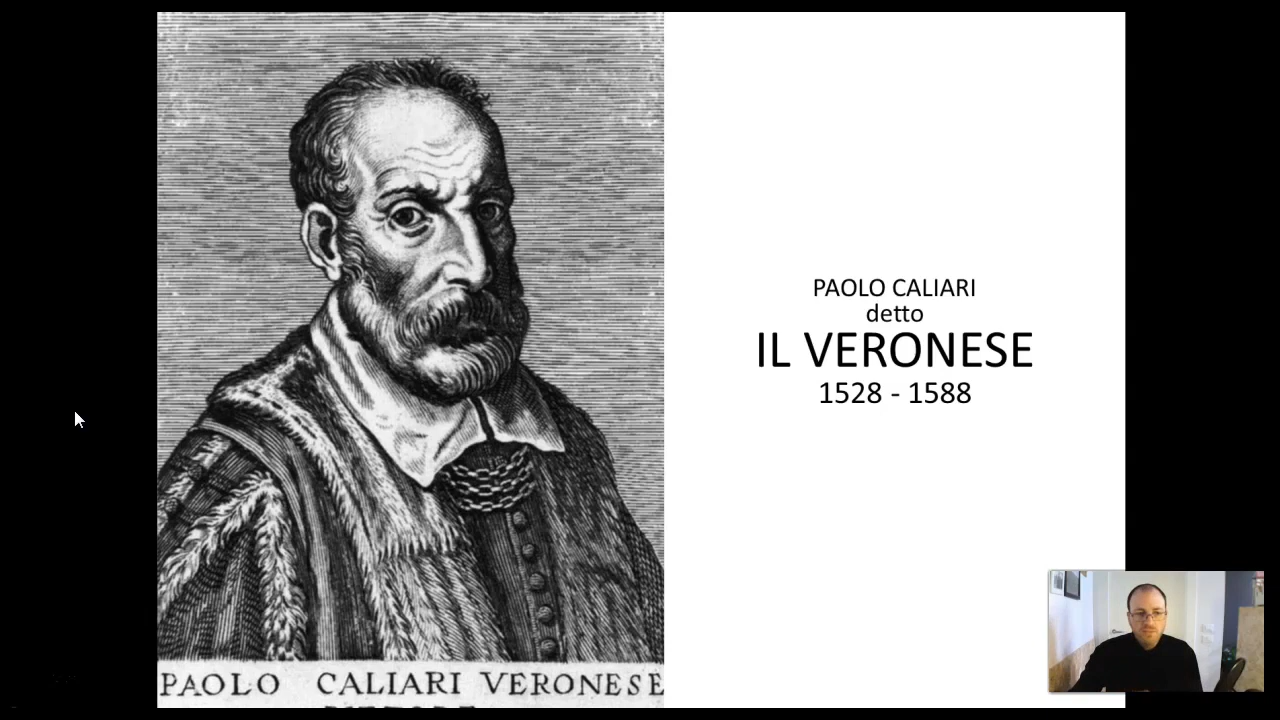 PAOLO CALIARI VERONESE
PAOLO CALIARI
detto
IL VERONESE
1528 - 1588